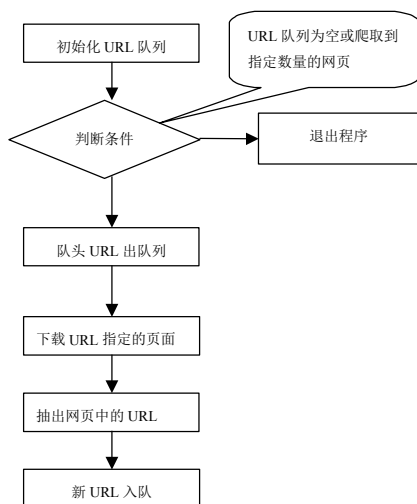 初始化 URL 队列
URL 队列为空或爬取到
指定数量的网页
判断条件
退出程序
队头 URL 出队列
下载 URL 指定的页面
抽出网页中的 URL
新 URL 入队